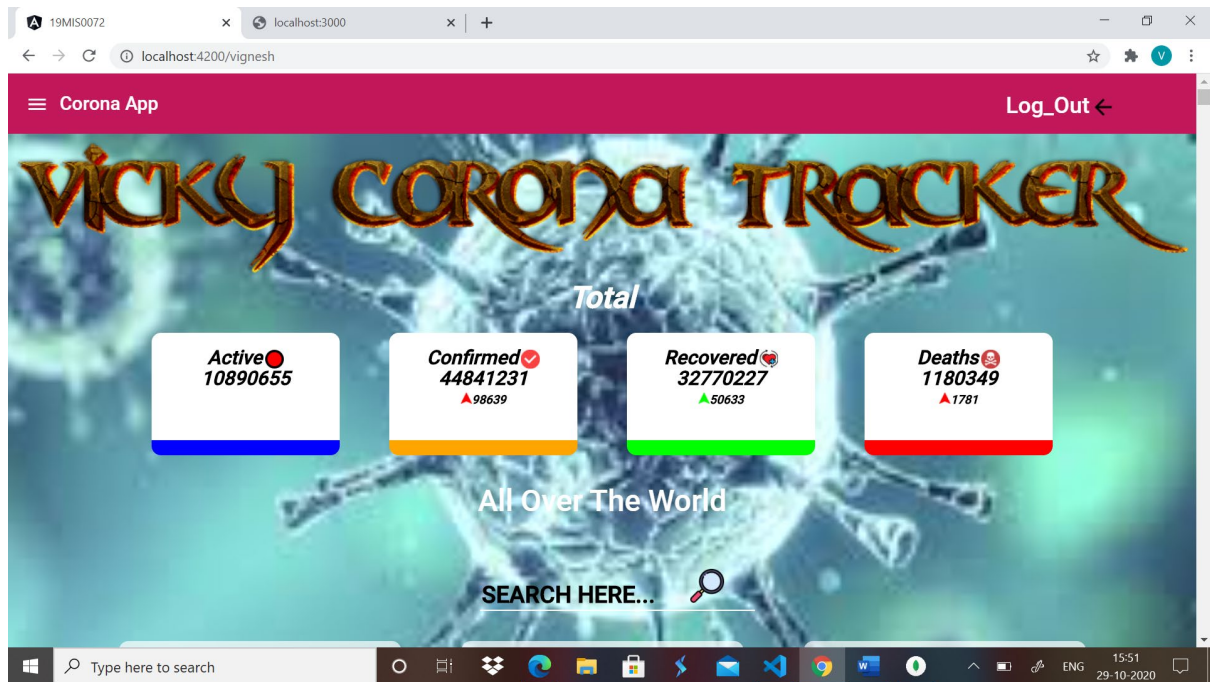 19MIS0072
localhost:3000
localhost:4200/vignesh
V
Corona App
Log_Out
VICKY CORONA TRACKER
Total
Active
10890655
Confirmed
44841231
98639
Recovered
32770227
50633
Deaths
1180349
1781
All Over The World
SEARCH HERE...
Type here to search
ENG
15:51
29-10-2020